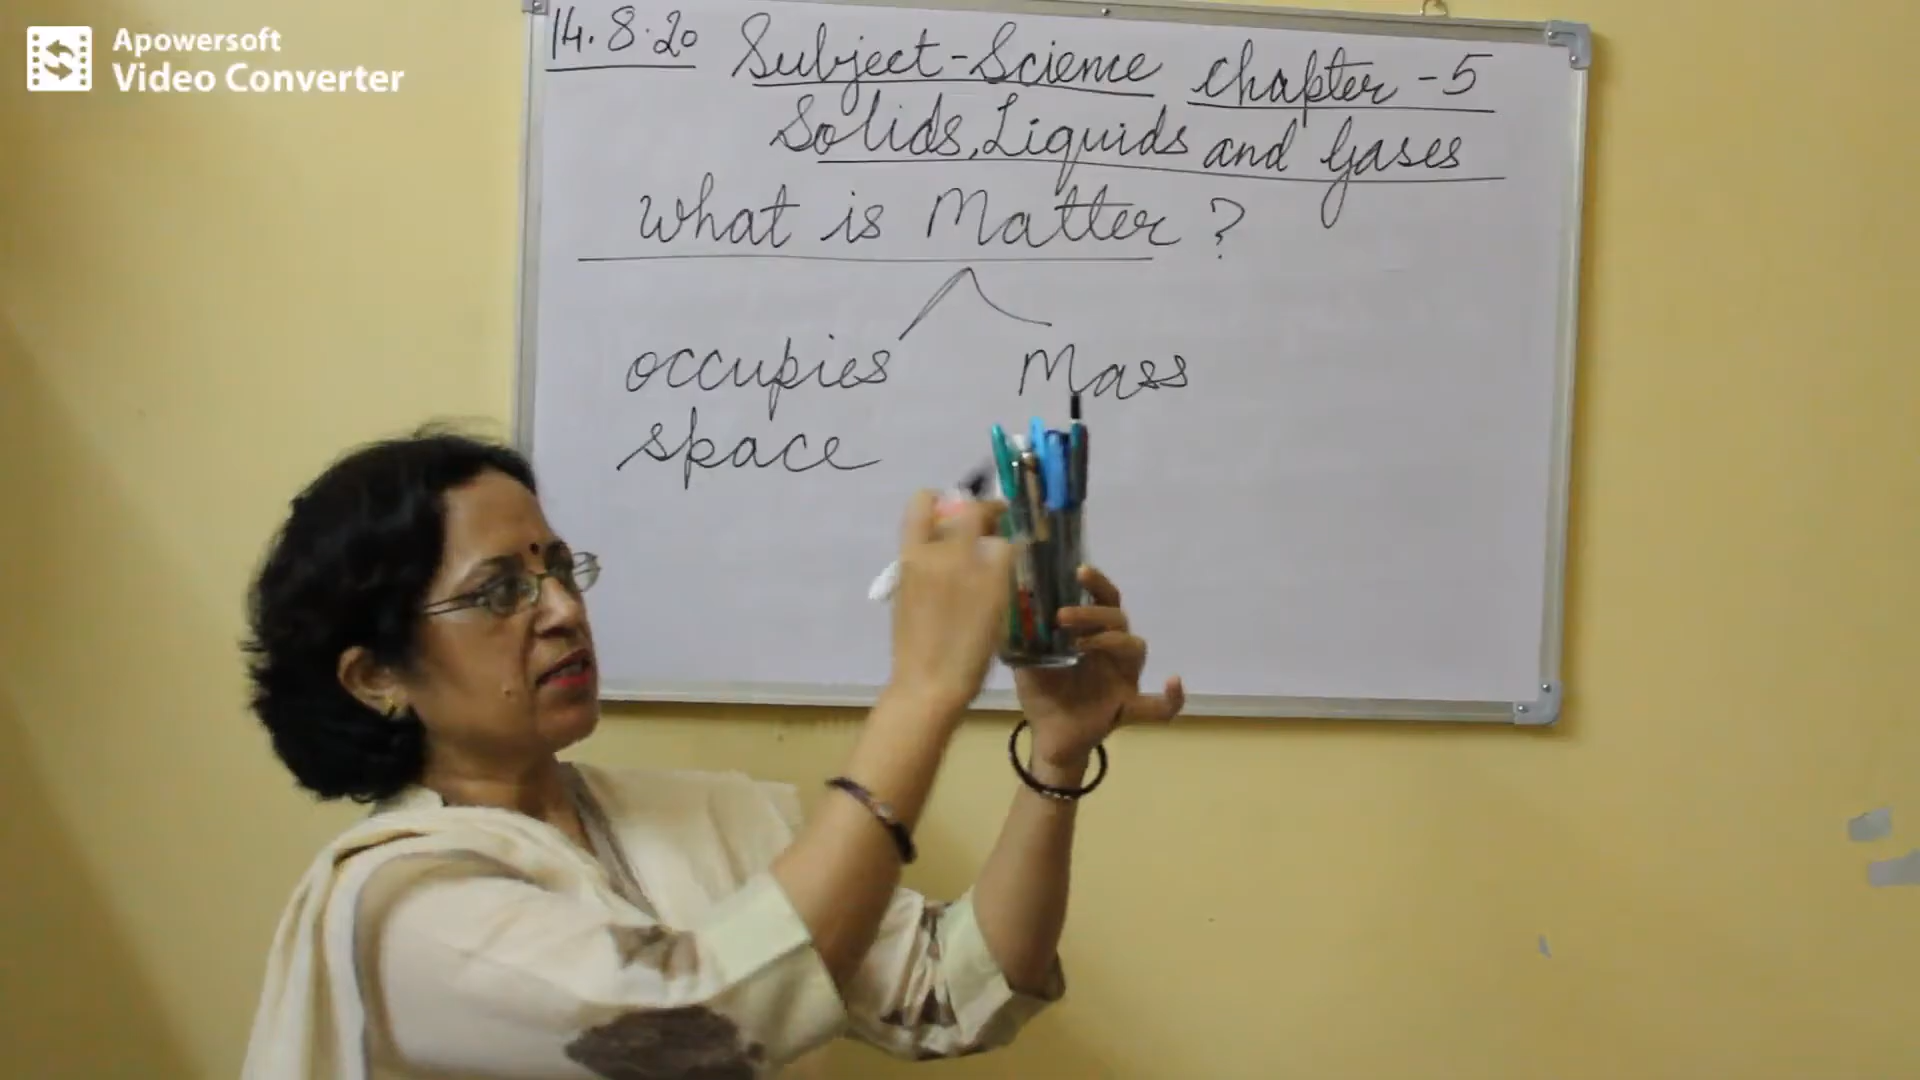 Apowersoft
Video Converter
14.8.20 Subject-Science chapter-5
Solids, Liquids and Gases
What is Matter?
occupies Mass
space